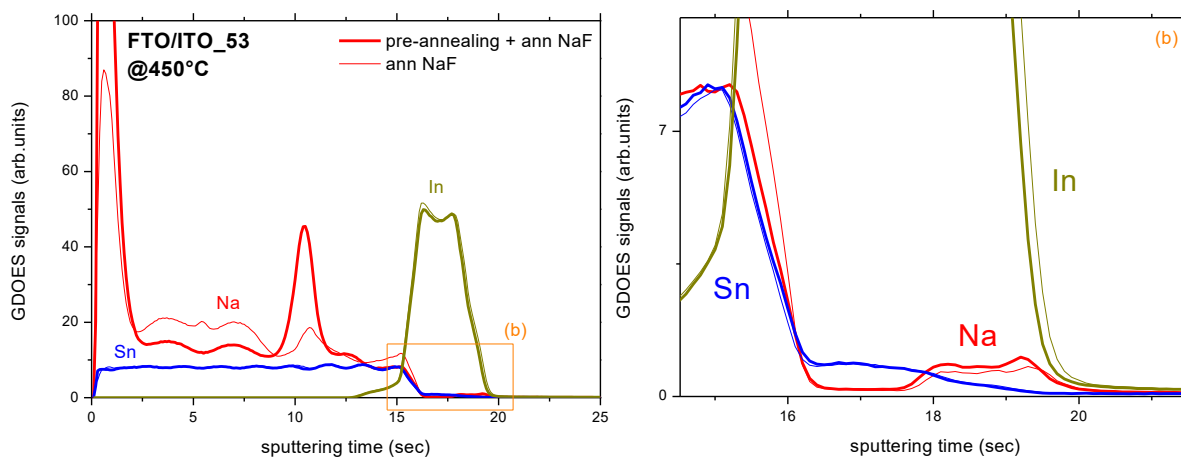 FTO/ITO_53
@450°C
pre-annealing + ann NaF
ann NaF
In
Na
Sn
(b)
100
80
60
40
20
0
0
5
10
15
20
25
GDOES signals (arb.units)
sputtering time (sec)
(b)
In
Sn
Na
7
0
16
18
20
GDOES signals (arb.units)
sputtering time (sec)